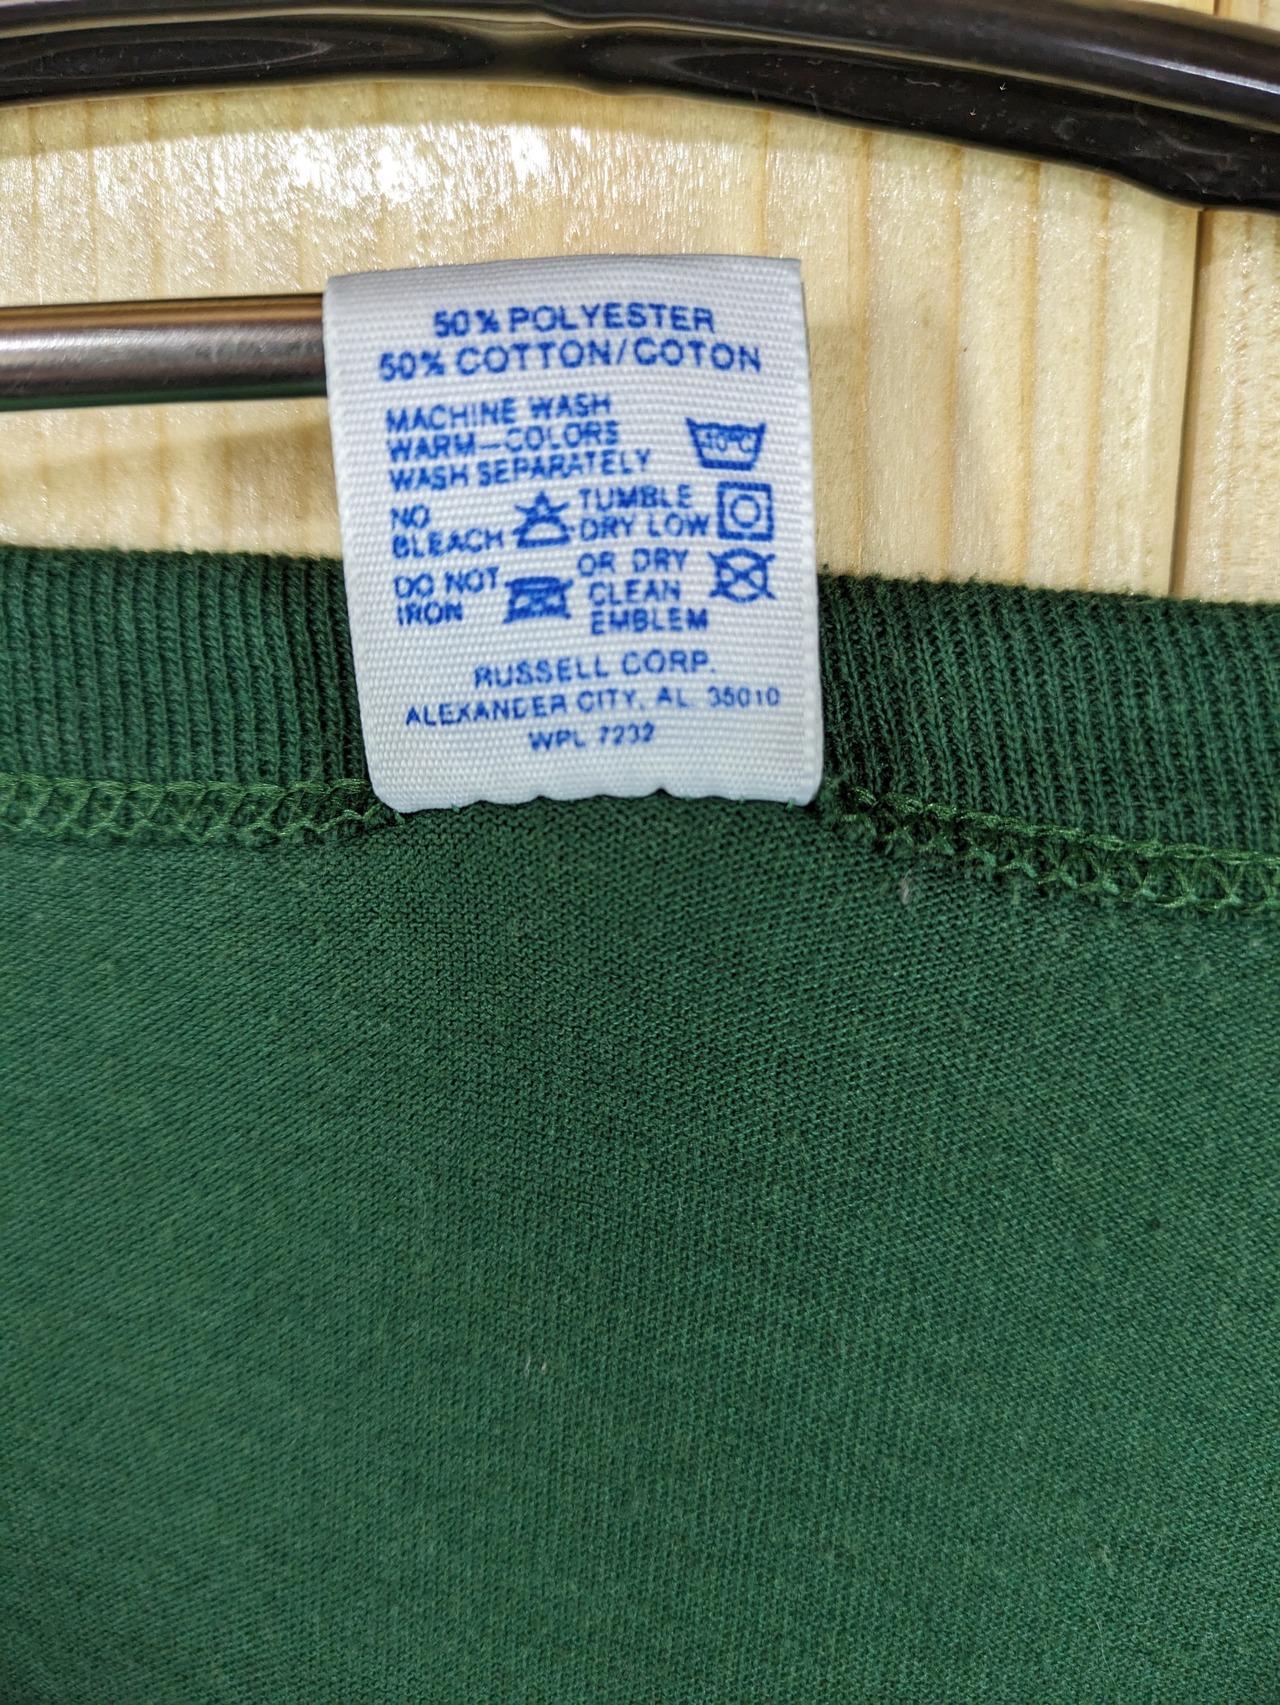 50% POLYESTER
50% COTTON/COTON
MACHINE WASH
WARM—COLORS
WASH SEPARATELY
40°C
NO
BLEACH
TUMBLE
DRY LOW
DO NOT
IRON
OR DRY
CLEAN
EMBLEM
RUSSELL CORP.
ALEXANDER CITY, AL. 35010
WPL 7232